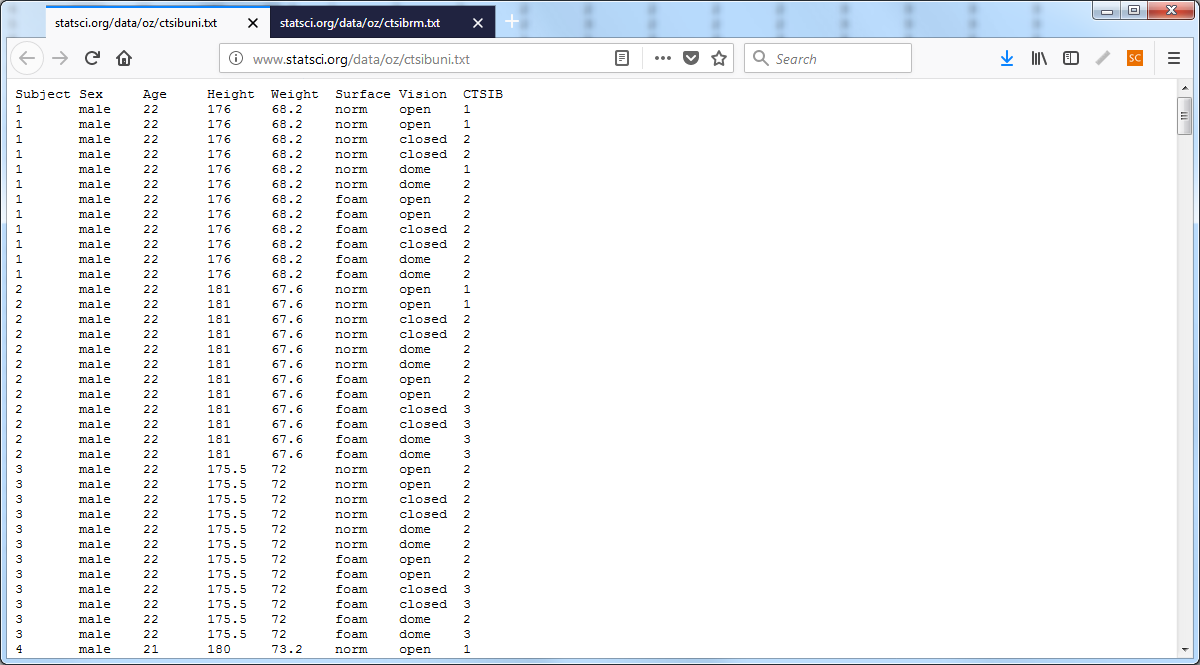 statsci.org/data/oz/ctsibuni.txt
statsci.org/data/oz/ctsibrm.txt
www.statsci.org/data/oz/ctsibuni.txt
Search
SC
Subject Sex Age Height Weight Surface Vision CTSIB
1 male 22 176 68.2 norm open 1
1 male 22 176 68.2 norm open 1
1 male 22 176 68.2 norm closed 2
1 male 22 176 68.2 norm closed 2
1 male 22 176 68.2 norm dome 1
1 male 22 176 68.2 norm dome 2
1 male 22 176 68.2 foam open 2
1 male 22 176 68.2 foam open 2
1 male 22 176 68.2 foam closed 2
1 male 22 176 68.2 foam closed 2
1 male 22 176 68.2 foam dome 2
1 male 22 176 68.2 foam dome 2
2 male 22 181 67.6 norm open 1
2 male 22 181 67.6 norm open 1
2 male 22 181 67.6 norm closed 2
2 male 22 181 67.6 norm closed 2
2 male 22 181 67.6 norm dome 2
2 male 22 181 67.6 norm dome 2
2 male 22 181 67.6 foam open 2
2 male 22 181 67.6 foam open 2
2 male 22 181 67.6 foam closed 3
2 male 22 181 67.6 foam closed 3
2 male 22 181 67.6 foam dome 3
2 male 22 181 67.6 foam dome 3
3 male 22 175.5 72 norm open 2
3 male 22 175.5 72 norm open 2
3 male 22 175.5 72 norm closed 2
3 male 22 175.5 72 norm closed 2
3 male 22 175.5 72 norm dome 2
3 male 22 175.5 72 norm dome 2
3 male 22 175.5 72 foam open 2
3 male 22 175.5 72 foam open 2
3 male 22 175.5 72 foam closed 3
3 male 22 175.5 72 foam closed 3
3 male 22 175.5 72 foam dome 2
3 male 22 175.5 72 foam dome 3
4 male 21 180 73.2 norm open 1